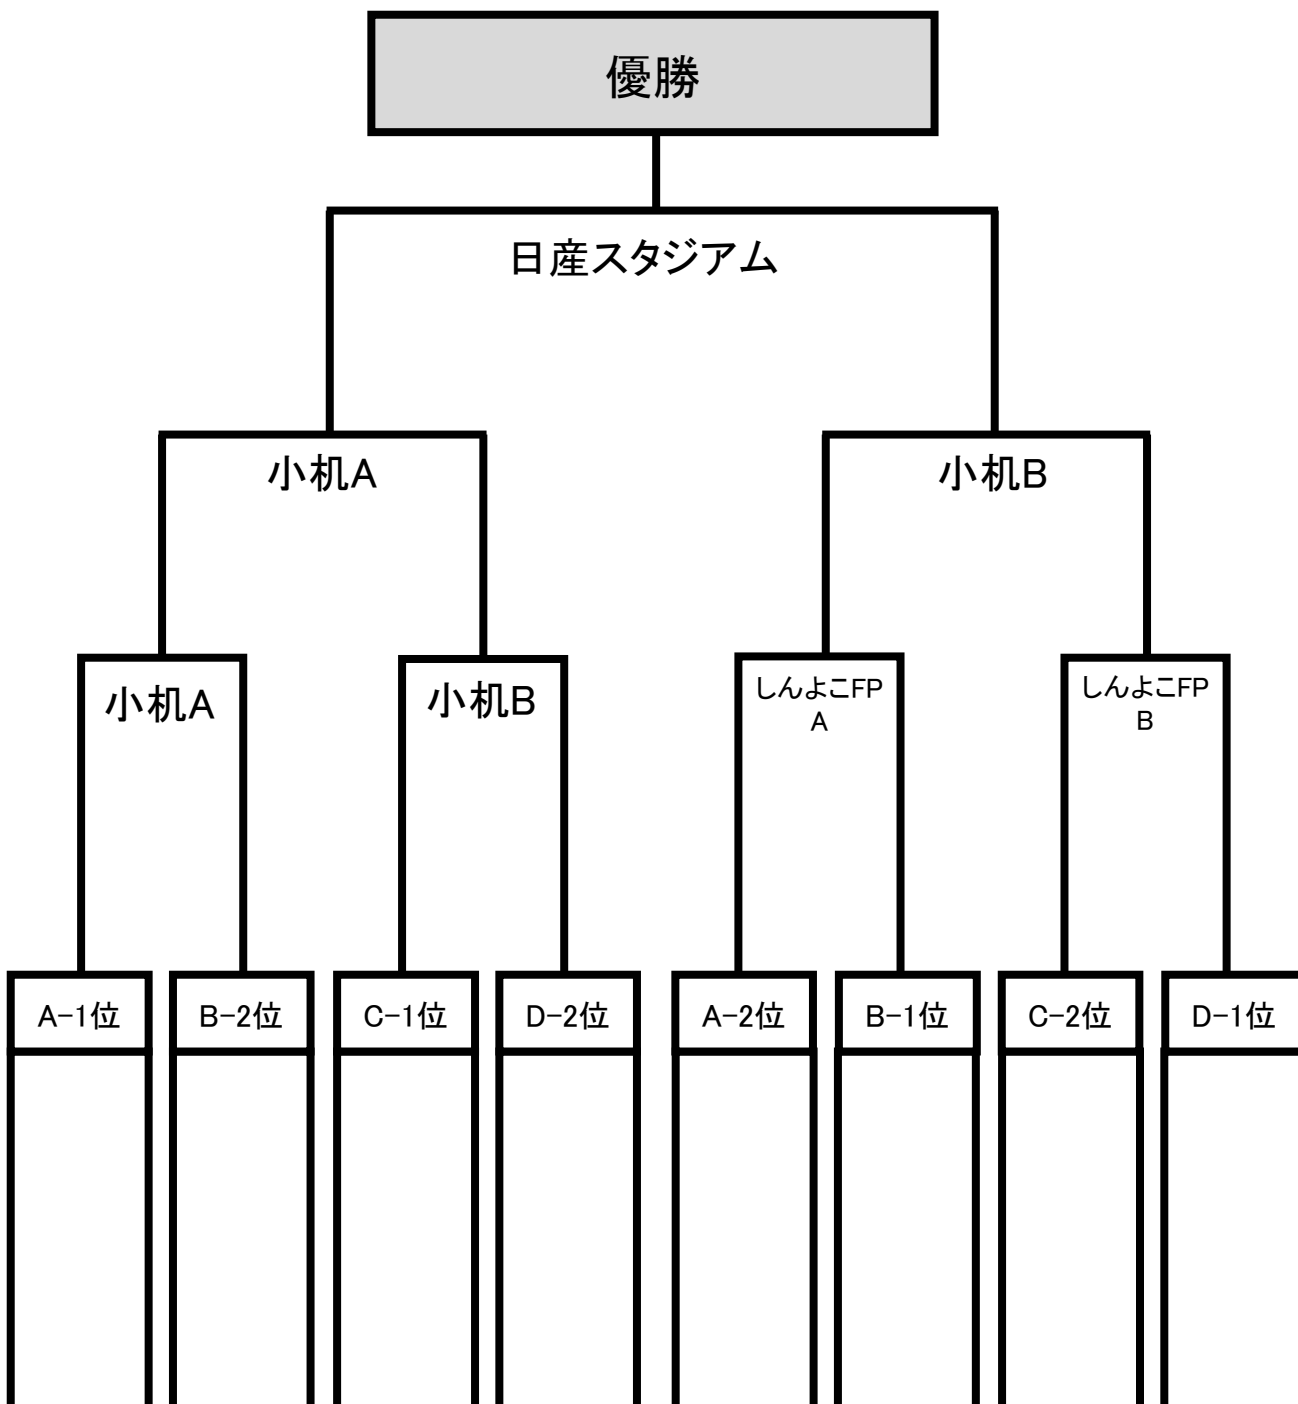 優勝
日産スタジアム
小机A
小机B
小机A
小机B
しんよこFP
A
しんよこFP
B
A-1位
B-2位
C-1位
D-2位
A-2位
B-1位
C-2位
D-1位